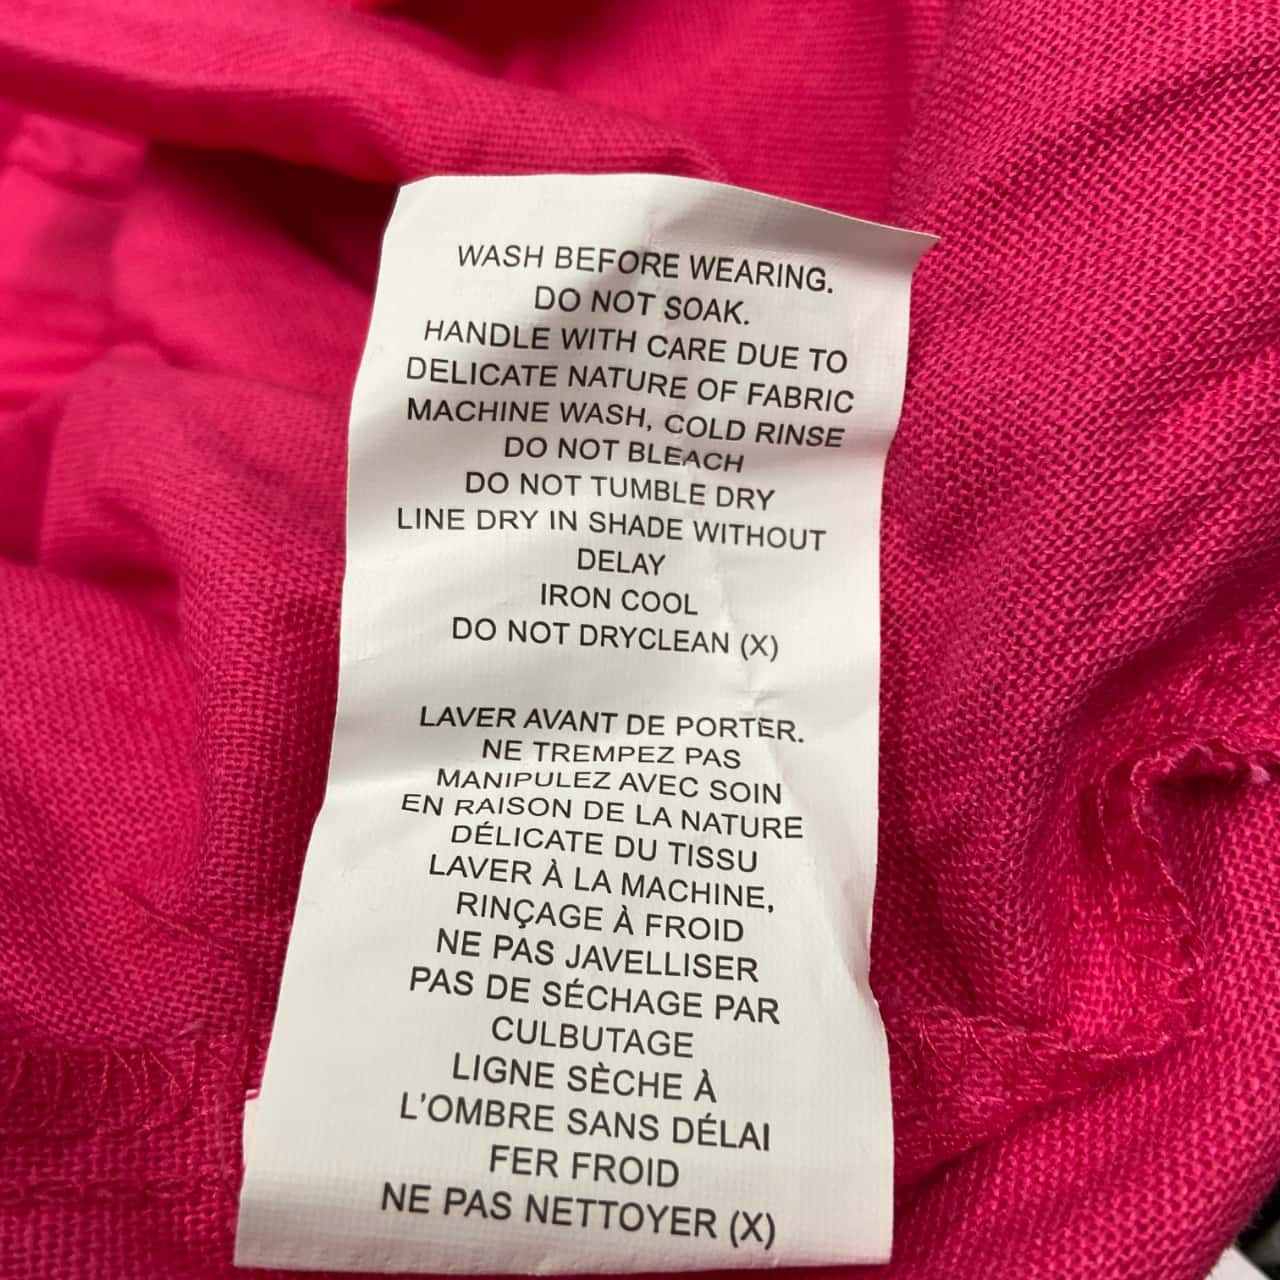 WASH BEFORE WEARING.
DO NOT SOAK.
HANDLE WITH CARE DUE TO
DELICATE NATURE OF FABRIC
MACHINE WASH, COLD RINSE
DO NOT BLEACH
DO NOT TUMBLE DRY
LINE DRY IN SHADE WITHOUT
DELAY
IRON COOL
DO NOT DRYCLEAN (X)
LAVER AVANT DE PORTER.
NE TREMPEZ PAS
MANIPULEZ AVEC SOIN
EN RAISON DE LA NATURE
DÉLICATE DU TISSU
LAVER À LA MACHINE,
RINÇAGE À FROID
NE PAS JAVELLISER
PAS DE SÉCHAGE PAR
CULBUTAGE
LIGNE SÈCHE À
L'OMBRE SANS DÉLAI
FER FROID
NE PAS NETTOYER (X)